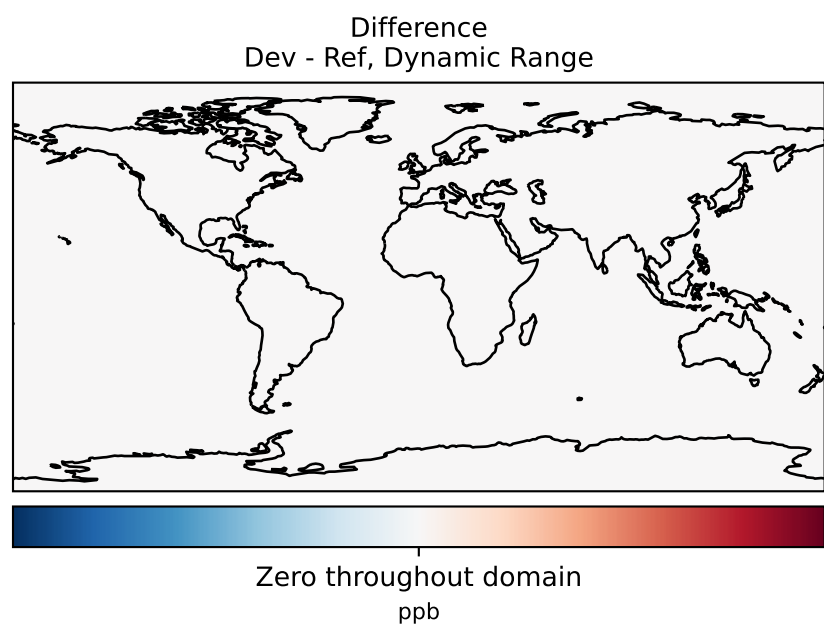 Difference
Dev - Ref, Dynamic Range
Zero throughout domain
ppb